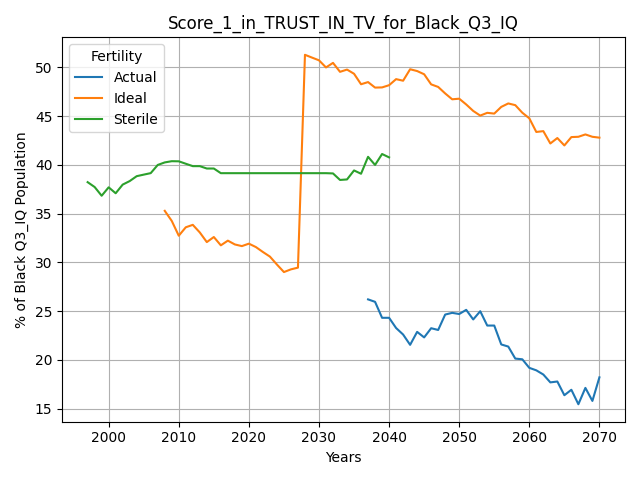 Score_1_in_TRUST_IN_TV_for_Black_Q3_IQ
Fertility
Actual
Ideal
Sterile
% of Black Q3_IQ Population
50
45
40
35
30
25
20
15
2000 2010 2020 2030 2040 2050 2060 2070
Years